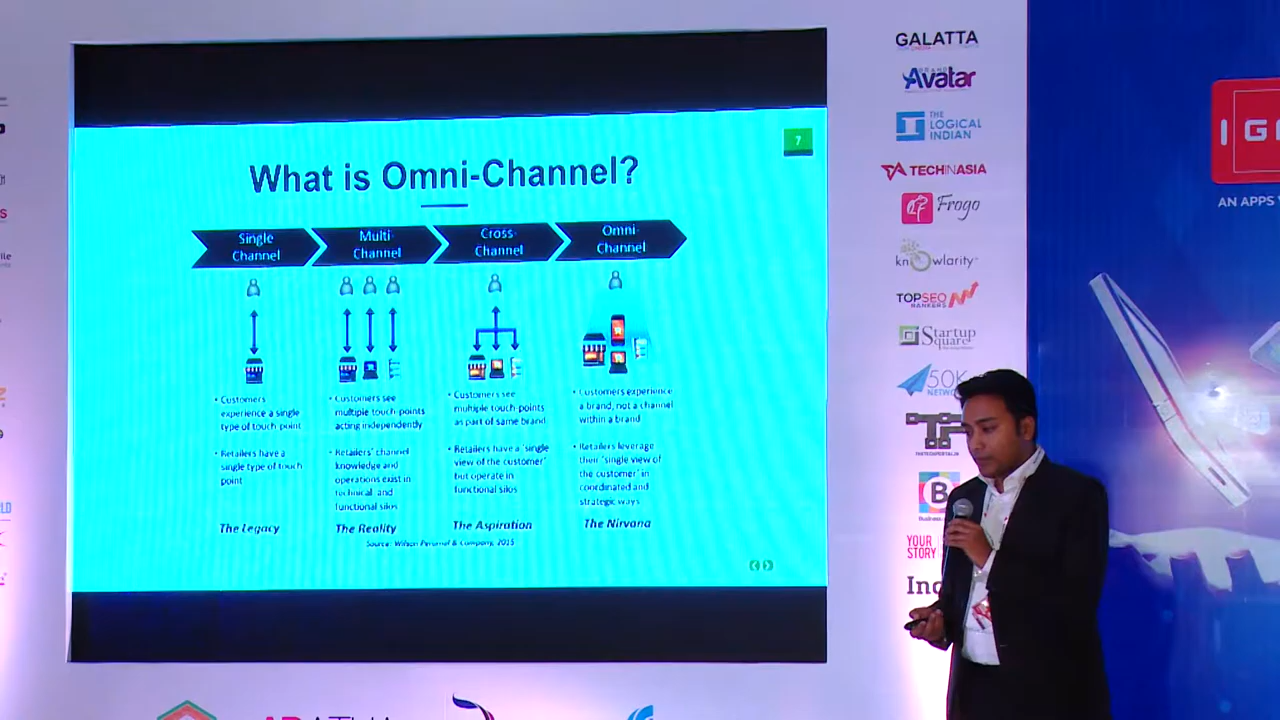 7
What is Omni-Channel?
Single
Channel
Multi-
Channel
Cross-
Channel
Omni-
Channel
• Customers
experience a single
type of touch-point
• Retailers have a
single type of touch
point
The Legacy
• Customers see
multiple touch-points
acting independently
• Retailers' channel
knowledge and
operations exist in
technical and
functional silos
The Reality
• Customers see
multiple touch-points
as part of same brand
• Retailers have a 'single
view of the customer'
but operate in
functional silos
The Aspiration
• Customers experience
a brand, not a channel
within a brand
• Retailers leverage
their 'single view of
the customer' in
coordinated and
strategic ways
The Nirvana
Source: Wilson Perumal & Company, 2015
GALATTA
BRAND
Avatar
THE
LOGICAL
INDIAN
TECHINASIA
Frogo
knowlarity
TOPSEO
RANKERS
Startup
Square
50K
NETWORK
B
Business
YOUR
STORY
AN APPS